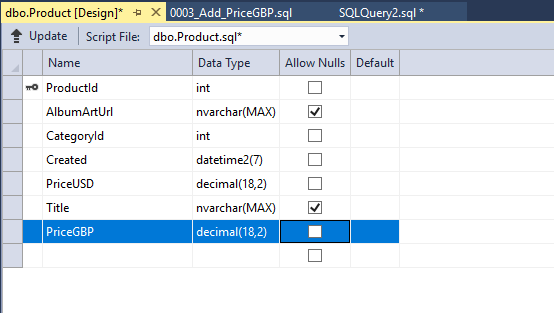 dbo.Product [Design]* 0003_Add_PriceGBP.sql SQLQuery2.sql *
Update Script File: dbo.Product.sql*
Name Data Type Allow Nulls Default
ProductId int
AlbumArtUrl nvarchar(MAX)
CategoryId int
Created datetime2(7)
PriceUSD decimal(18,2)
Title nvarchar(MAX)
PriceGBP decimal(18,2)